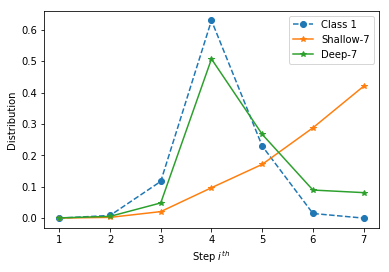 Class 1
Shallow-7
Deep-7
Distribution
0.6
0.5
0.4
0.3
0.2
0.1
0.0
1 2 3 4 5 6 7
Step i^{th}